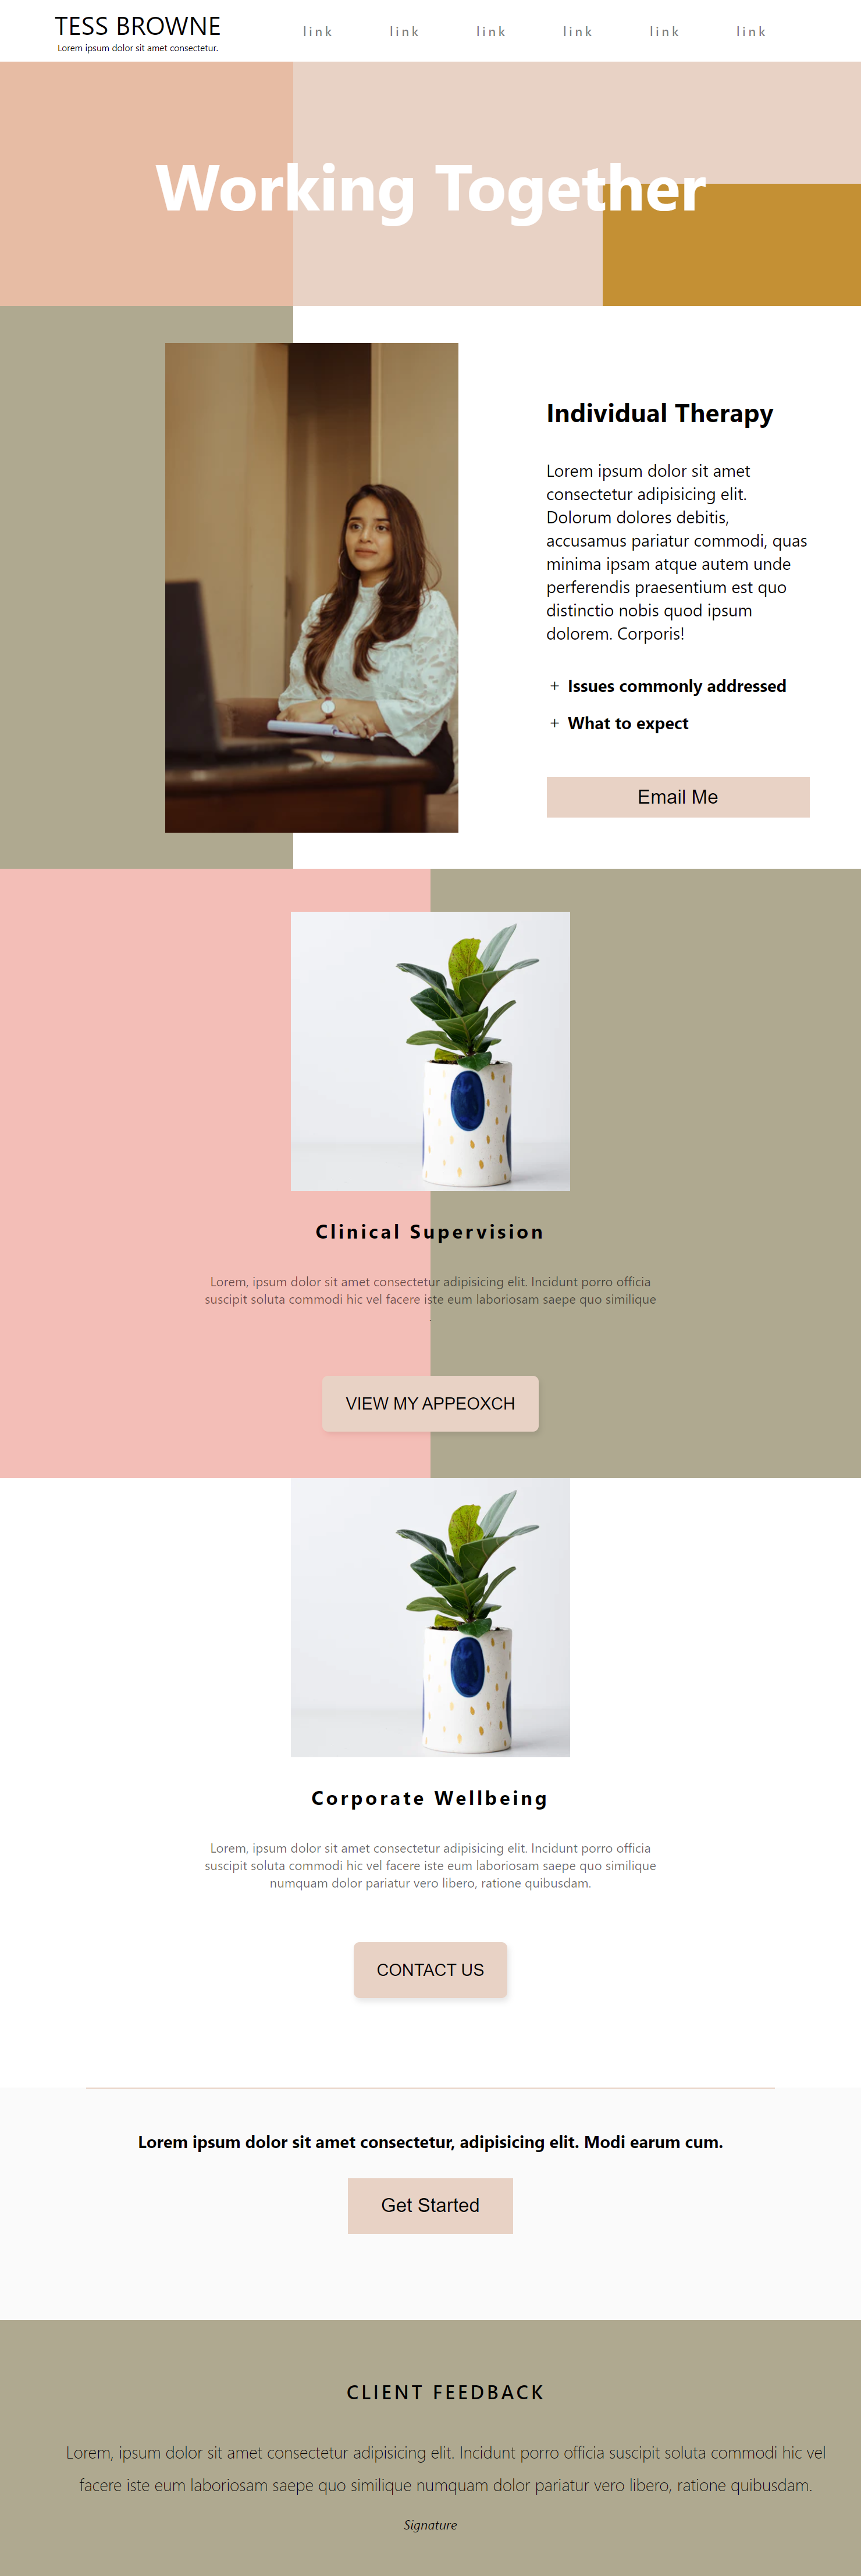 TESS BROWNE
Lorem ipsum dolor sit amet consectetur.
link link link link link link
Working Together
Individual Therapy
Lorem ipsum dolor sit amet
consectetur adipisicing elit.
Dolorum dolores debitis,
accusamus pariatur commodi, quas
minima ipsam atque autem unde
perferendis praesentium est quo
distinctio nobis quod ipsum
dolorem. Corporis!
+ Issues commonly addressed
+ What to expect
Email Me
Clinical Supervision
Lorem, ipsum dolor sit amet consectetur adipisicing elit. Incidunt porro officia
suscipit soluta commodi hic vel facere iste eum laboriosam saepe quo similique
.
VIEW MY APPEOXCH
Corporate Wellbeing
Lorem, ipsum dolor sit amet consectetur adipisicing elit. Incidunt porro officia
suscipit soluta commodi hic vel facere iste eum laboriosam saepe quo similique
numquam dolor pariatur vero libero, ratione quibusdam.
CONTACT US
Lorem ipsum dolor sit amet consectetur, adipisicing elit. Modi earum cum.
Get Started
CLIENT FEEDBACK
Lorem, ipsum dolor sit amet consectetur adipisicing elit. Incidunt porro officia suscipit soluta commodi hic vel
facere iste eum laboriosam saepe quo similique numquam dolor pariatur vero libero, ratione quibusdam.
Signature